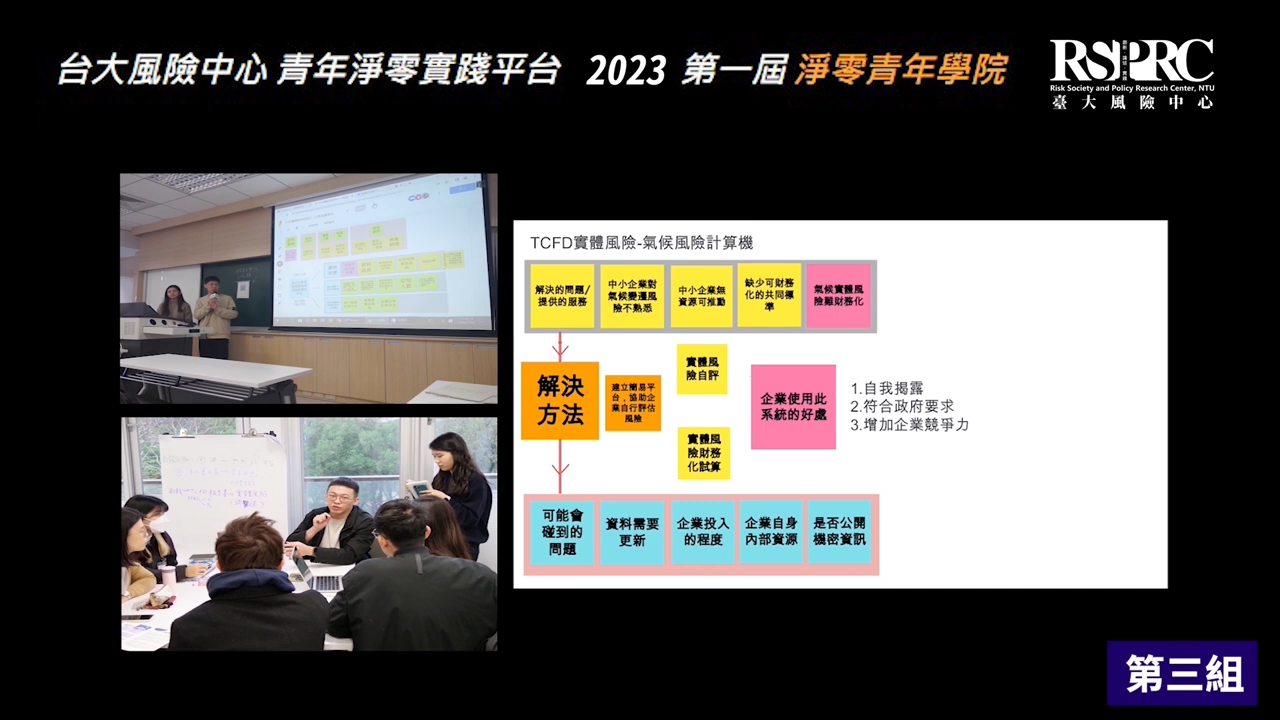 台大風險中心 青年淨零實踐平台 2023 第一屆 淨零青年學院
RSPRC
Risk Society and Policy Research Center, NTU
臺大風險中心
TCFD實體風險-氣候風險計算機
解決的問題/
提供的服務
中小企業對
氣候變遷風
險不熟悉
中小企業無
資源可推動
缺少可財務
化的共同標
準
氣候實體風
險難財務化
解決
方法
建立簡易平
台，協助企
業自行評估
風險
實體風
險自評
實體風
險財務
化試算
企業使用此
系統的好處
1.自我揭露
2.符合政府要求
3.增加企業競爭力
可能會
碰到的
問題
資料需要
更新
企業投入
的程度
企業自身
內部資源
是否公開
機密資訊
第三組